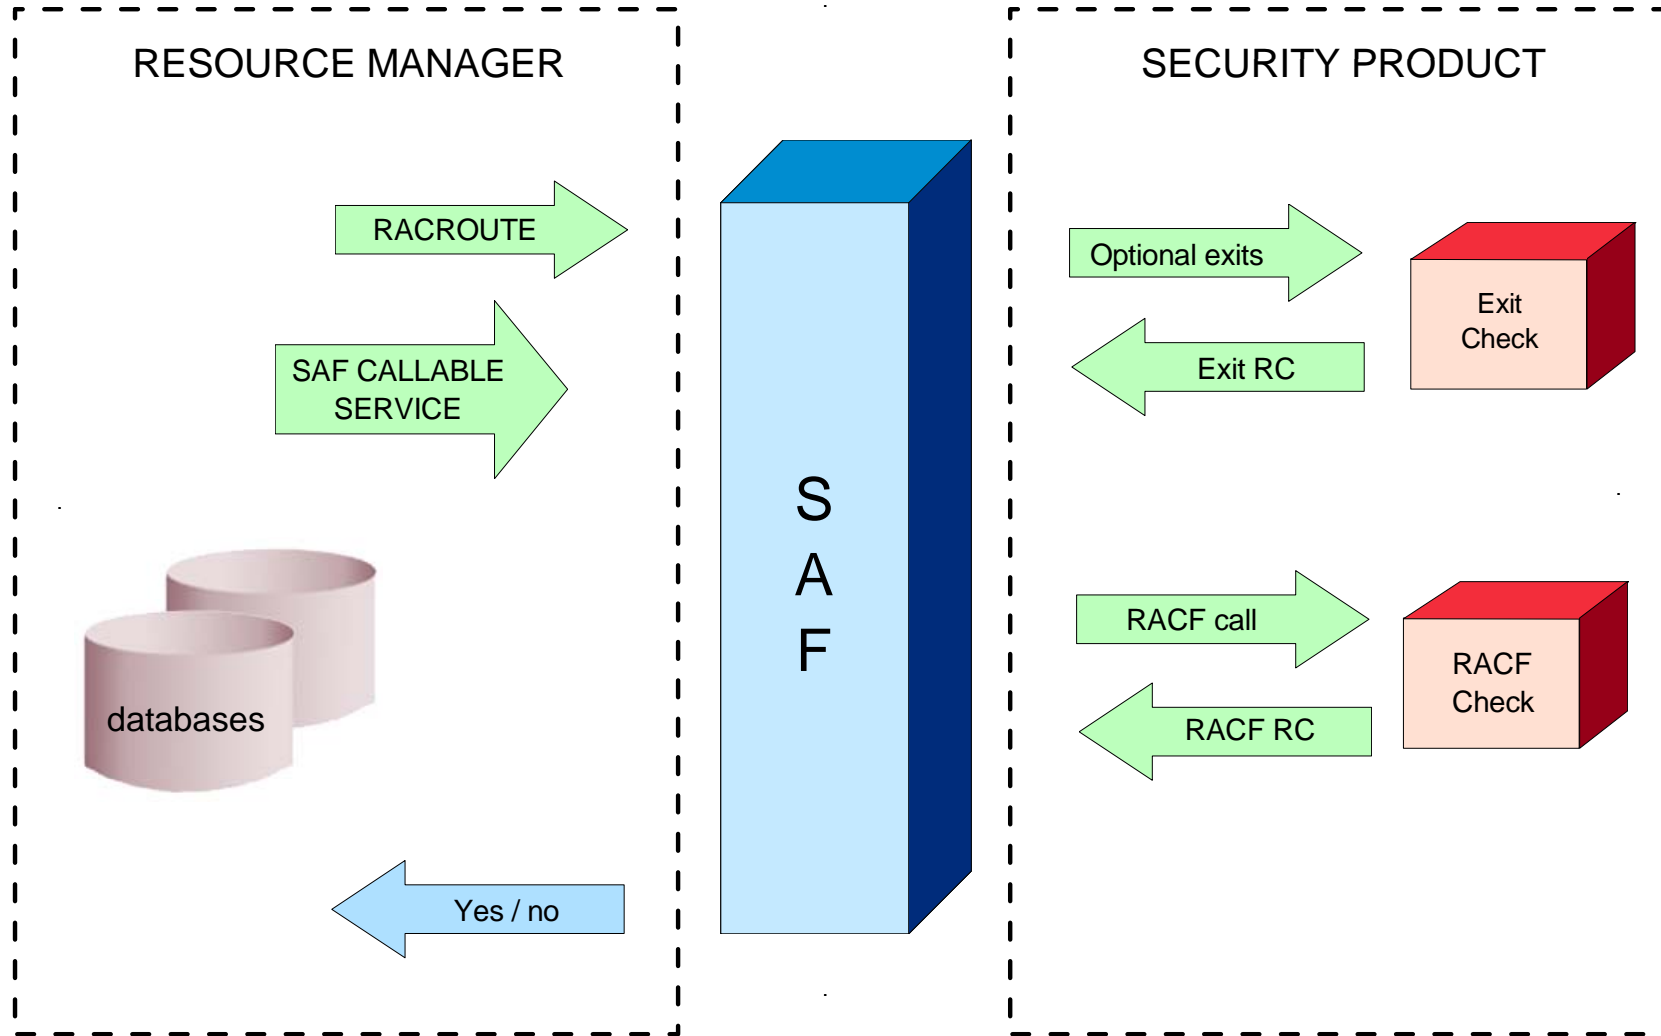 RESOURCE MANAGER
RACROUTE
SAF CALLABLE
SERVICE
databases
Yes / no
S
A
F
SECURITY PRODUCT
Optional exits
Exit RC
Exit
Check
RACF call
RACF RC
RACF
Check